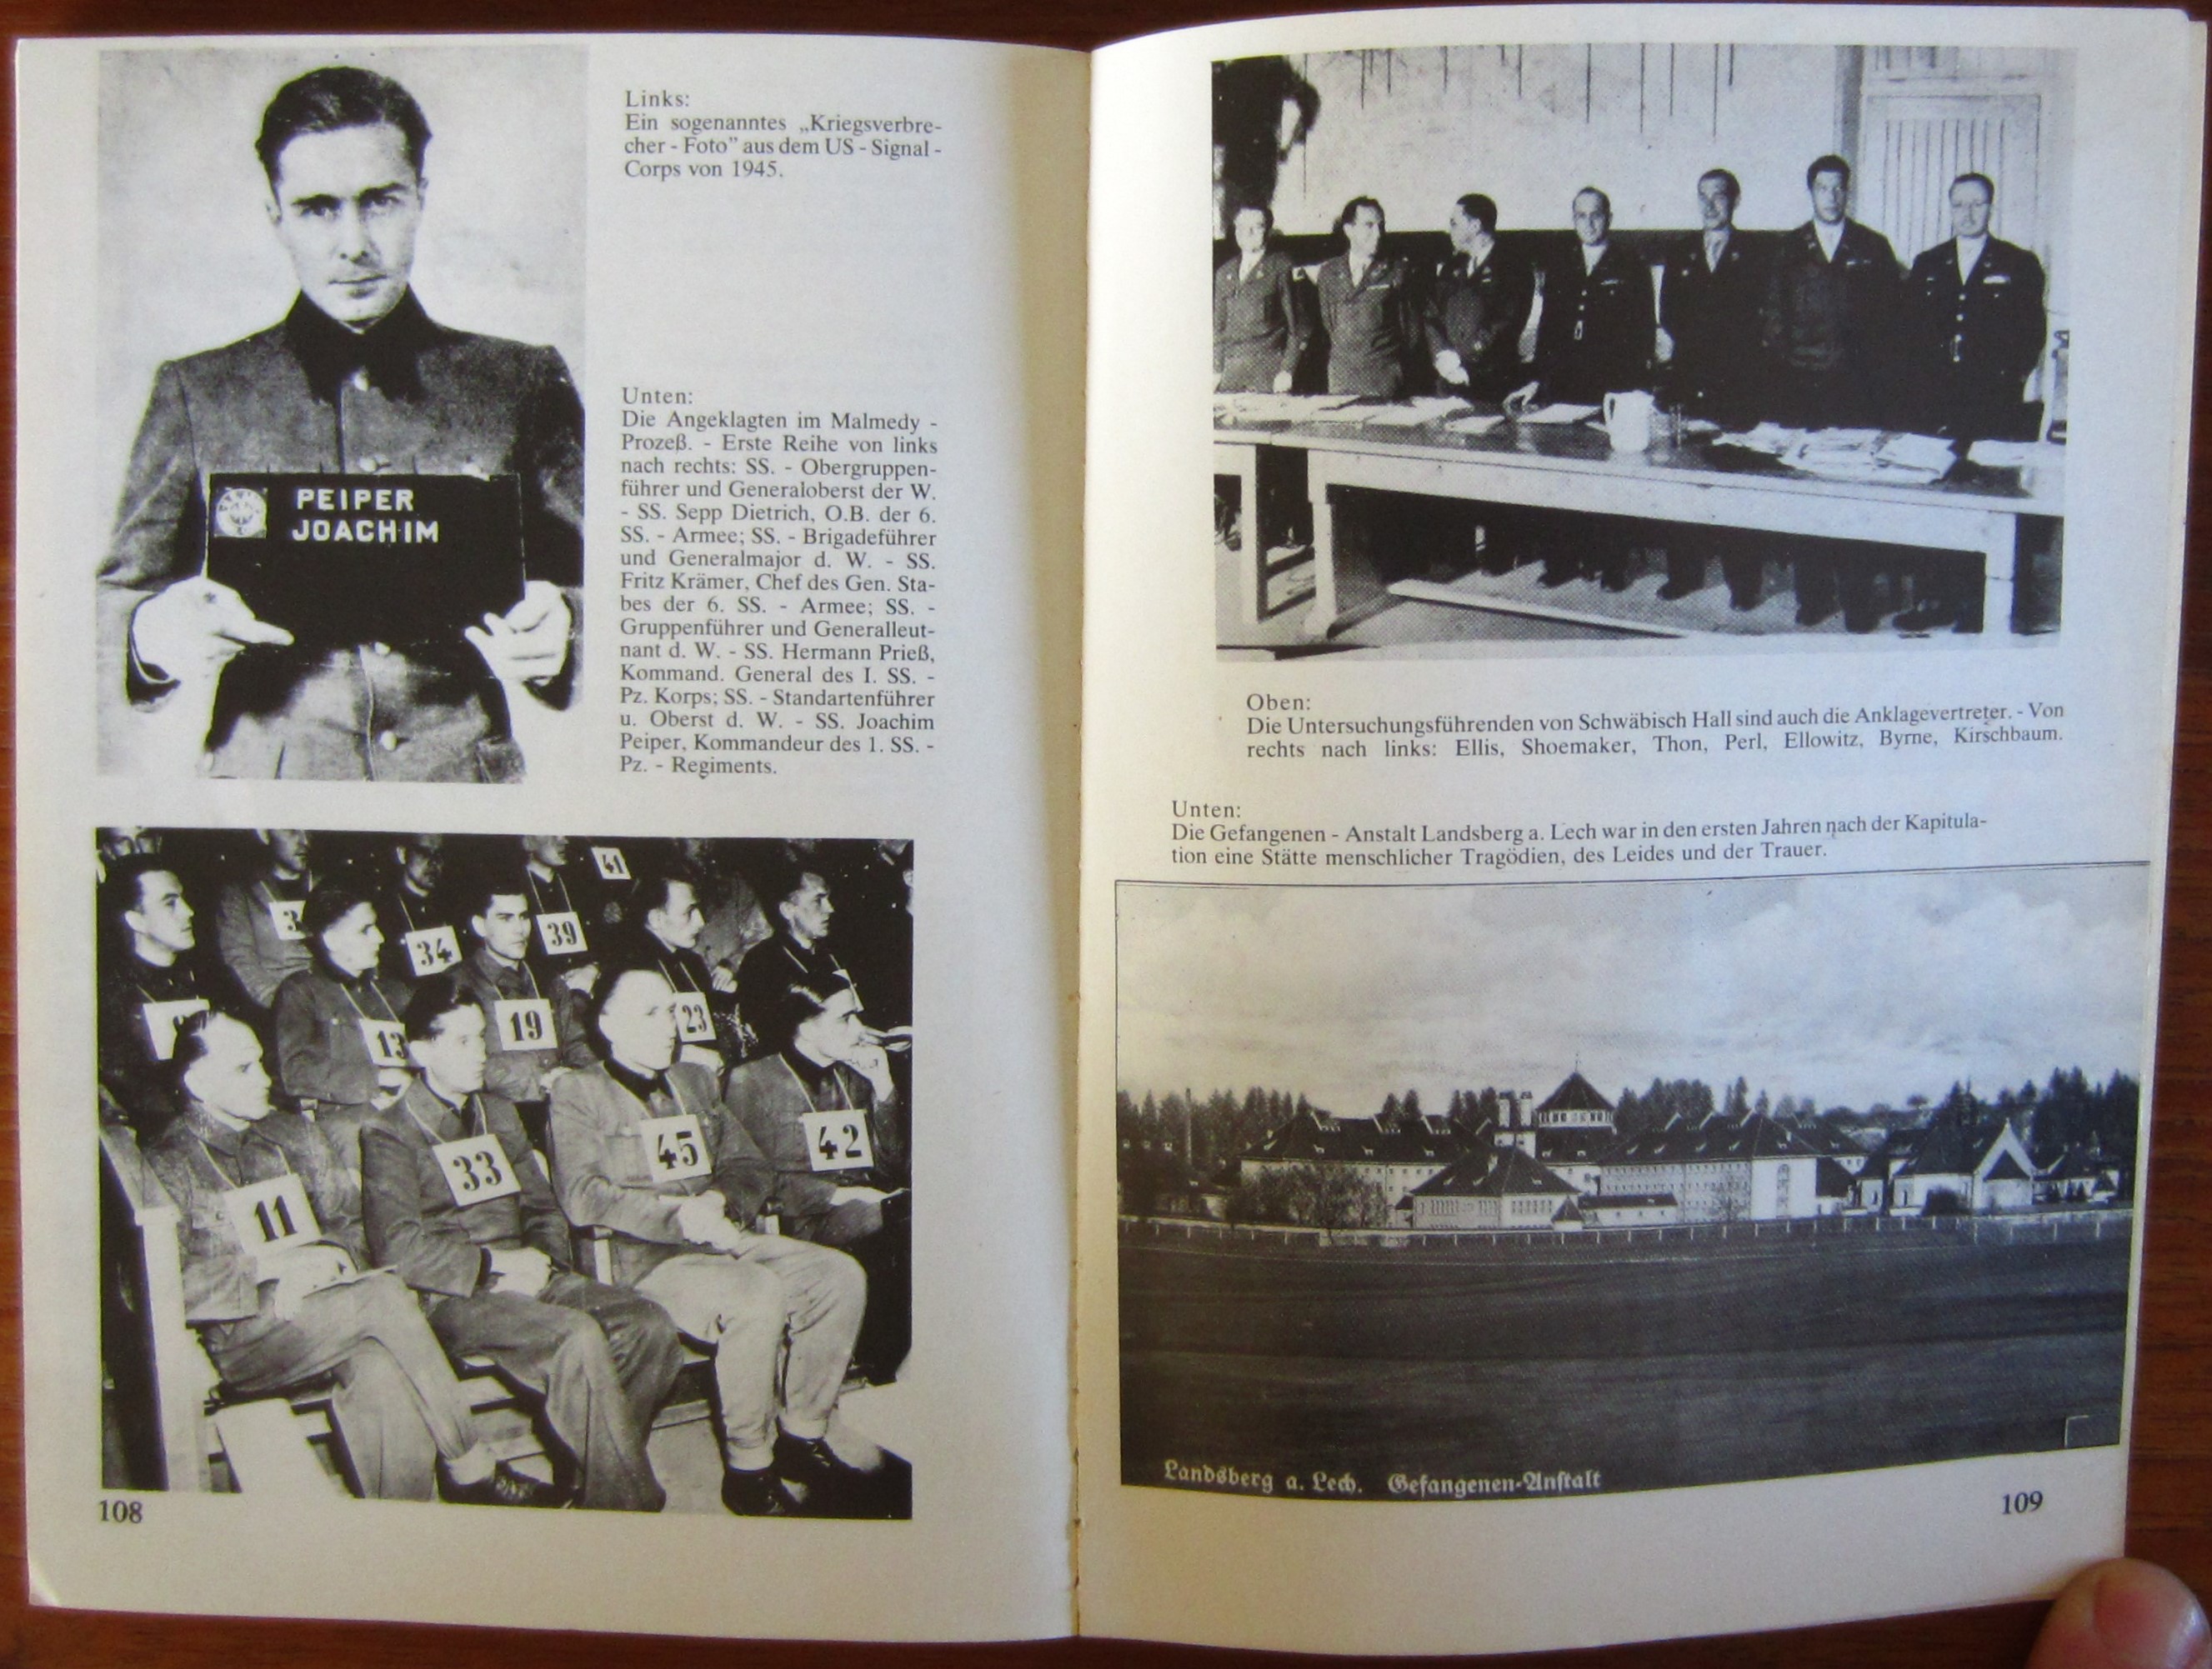 Links:
Ein sogenanntes „Kriegsverbre-
cher - Foto” aus dem US - Signal -
Corps von 1945.
PEIPER
JOACHIM
Unten:
Die Angeklagten im Malmedy -
Prozeß. - Erste Reihe von links
nach rechts: SS. - Obergruppen-
führer und Generaloberst der W.
- SS. Sepp Dietrich, O.B. der 6.
SS. - Armee; SS. - Brigadeführer
und Generalmajor d. W. - SS.
Fritz Krämer, Chef des Gen. Sta-
bes der 6. SS. - Armee; SS. -
Gruppenführer und Generalleut-
nant d. W. - SS. Hermann Prieß,
Kommand. General des I. SS. -
Pz. Korps; SS. - Standartenführer
u. Oberst d. W. - SS. Joachim
Peiper, Kommandeur des 1. SS. -
Pz. - Regiments.
41
34
39
13
19
23
11
33
45
42
108
Oben:
Die Untersuchungsführenden von Schwäbisch Hall sind auch die Anklagevertreter. - Von
rechts nach links: Ellis, Shoemaker, Thon, Perl, Ellowitz, Byrne, Kirschbaum.
Unten:
Die Gefangenen - Anstalt Landsberg a. Lech war in den ersten Jahren nach der Kapitula-
tion eine Stätte menschlicher Tragödien, des Leides und der Trauer.
Landsberg a. Lech. Gefangenen-Anstalt
109